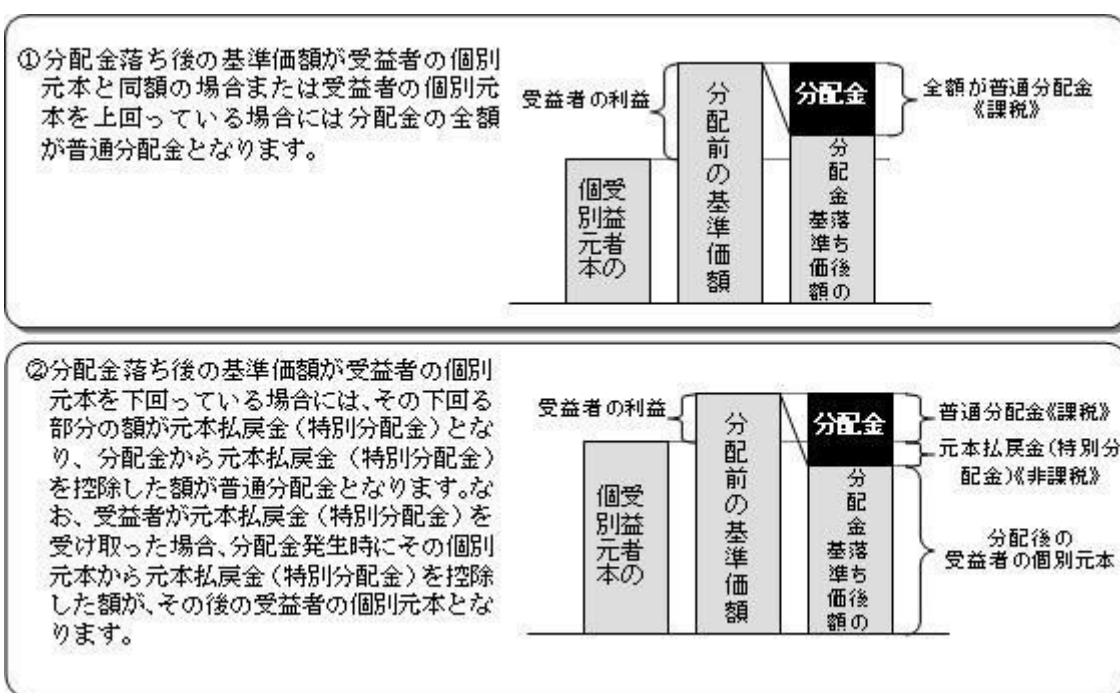 ①分配金落ち後の基準価額が受益者の個別
元本と同額の場合または受益者の個別元
本を上回っている場合には分配金の全額
が普通分配金となります。
受益者の利益
受益者の
個別元本
分配前の基準価額
分配金
分配金落ち後の
基準価額
全額が普通分配金
《課税》
②分配金落ち後の基準価額が受益者の個別
元本を下回っている場合には、その下回る
部分の額が元本払戻金(特別分配金)とな
り、分配金から元本払戻金(特別分配金)
を控除した額が普通分配金となります。な
お、受益者が元本払戻金(特別分配金)を
受け取った場合、分配金発生時にその個別
元本から元本払戻金(特別分配金)を控除
した額が、その後の受益者の個別元本とな
ります。
受益者の利益
受益者の
個別元本
分配前の基準価額
分配金
分配金落ち後の
基準価額
普通分配金《課税》
元本払戻金(特別分
配金)《非課税》
分配後の
受益者の個別元本